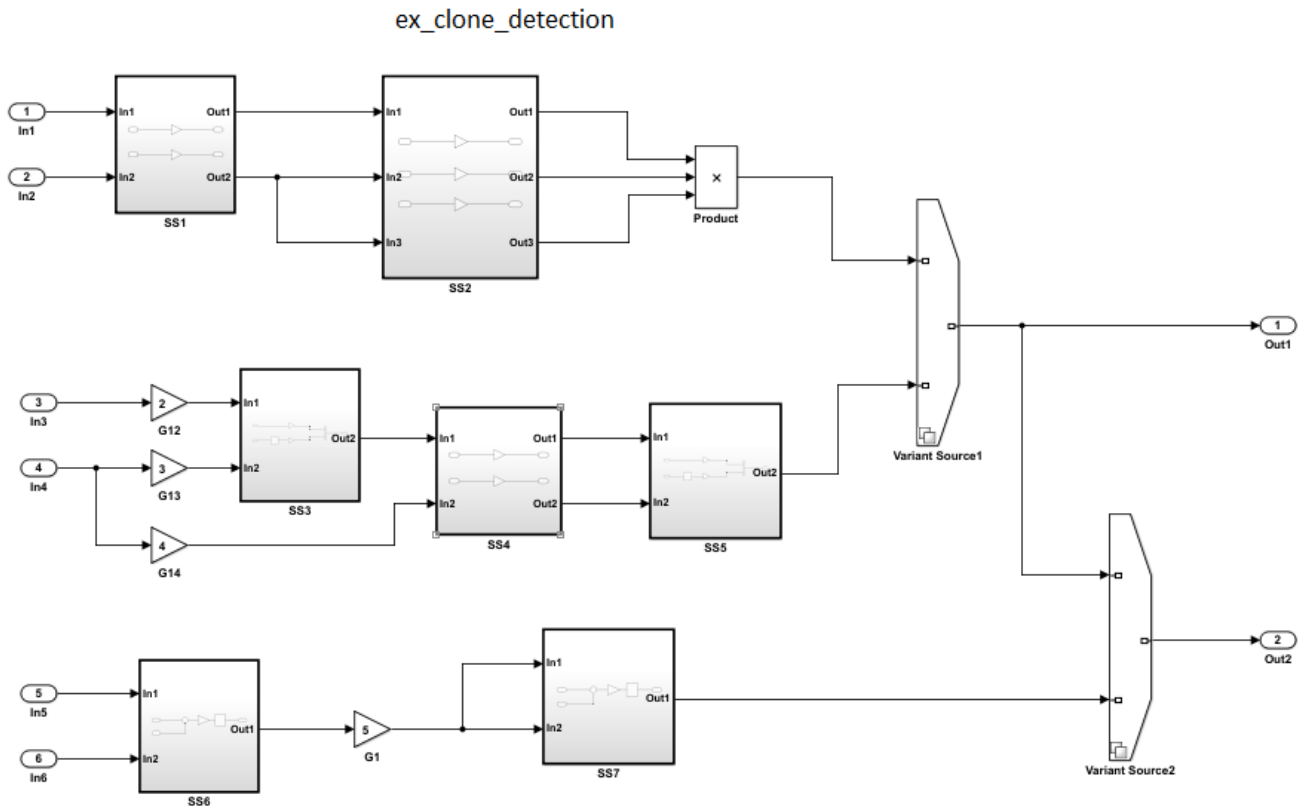 ex_clone_detection
1
In1
2
In2
In1 Out1
In2 Out2
SS1
In1 Out1
In2 Out2
In3 Out3
SS2
×
Product
Variant Source1
1
Out1
3
In3
4
In4
2
G12
3
G13
4
G14
In1
Out2
In2
SS3
In1 Out1
In2 Out2
SS4
In1
Out2
In2
SS5
5
In5
6
In6
In1
Out1
In2
SS6
5
G1
In1
Out1
In2
SS7
Variant Source2
2
Out2